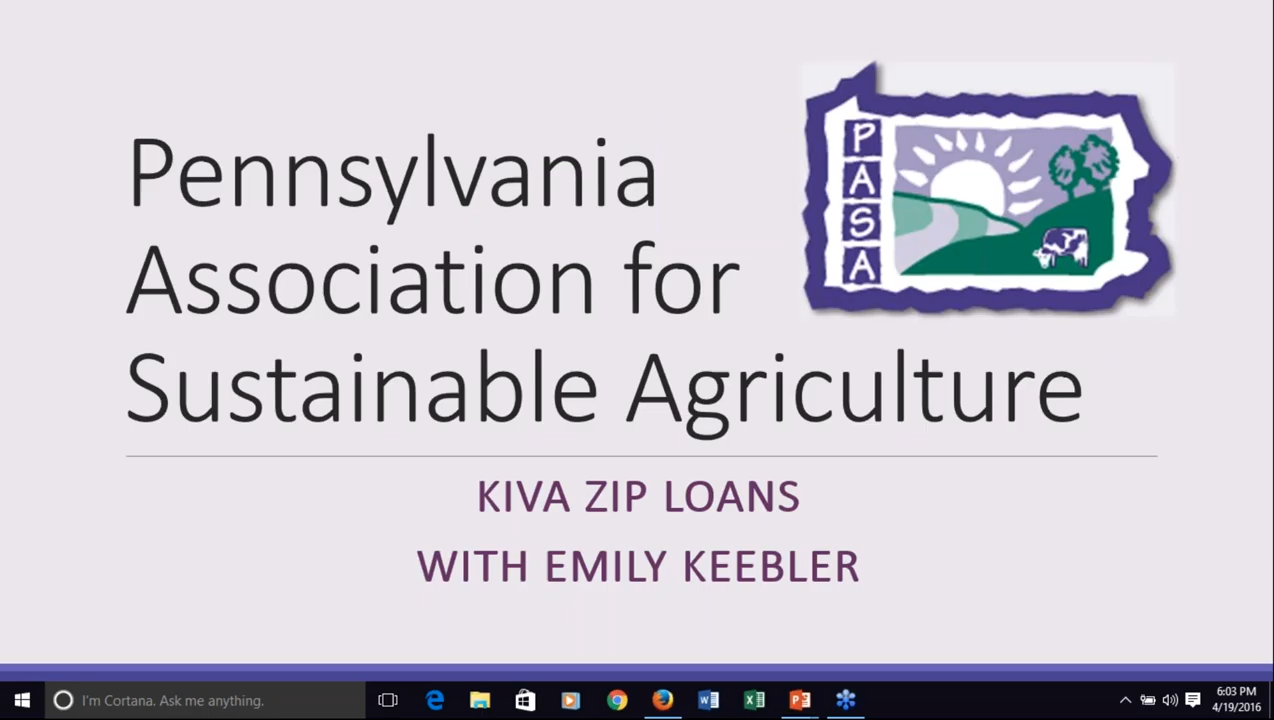 Pennsylvania
Association for
Sustainable Agriculture
PASA
KIVA ZIP LOANS
WITH EMILY KEEBLER
I'm Cortana. Ask me anything.
6:03 PM
4/19/2016